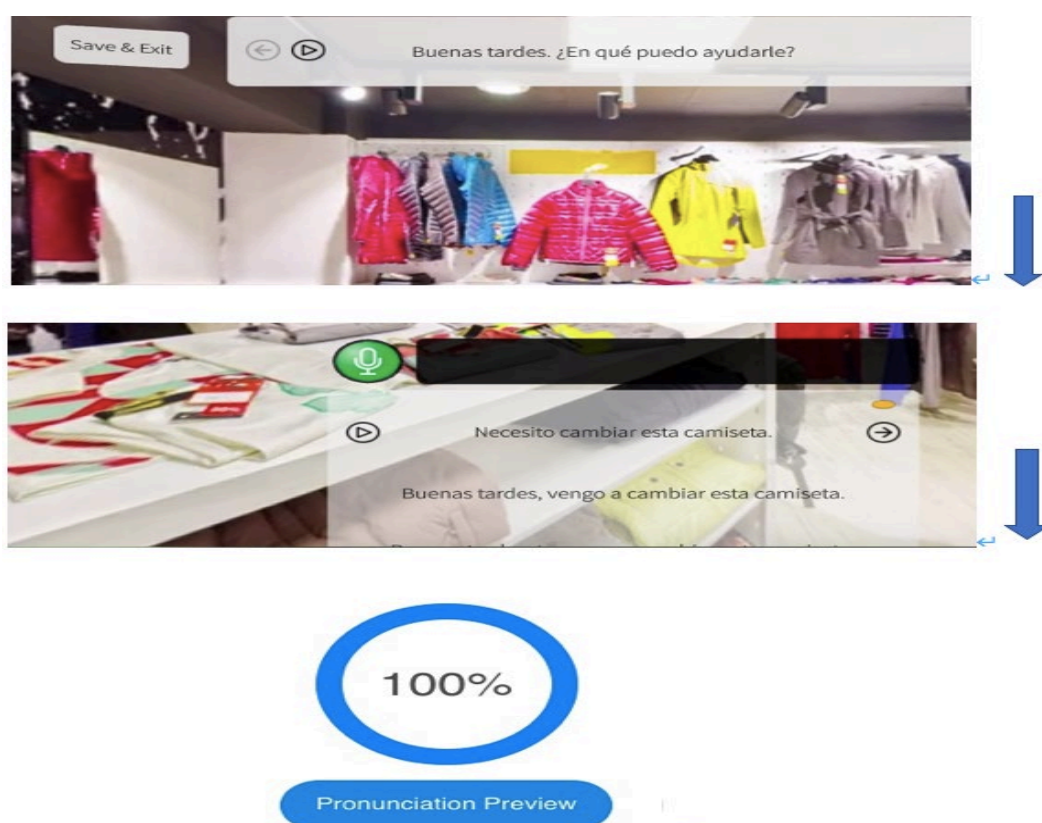 Save & Exit
Buenas tardes. ¿En qué puedo ayudarle?
Necesito cambiar esta camiseta.
Buenas tardes, vengo a cambiar esta camiseta.
100%
Pronunciation Preview